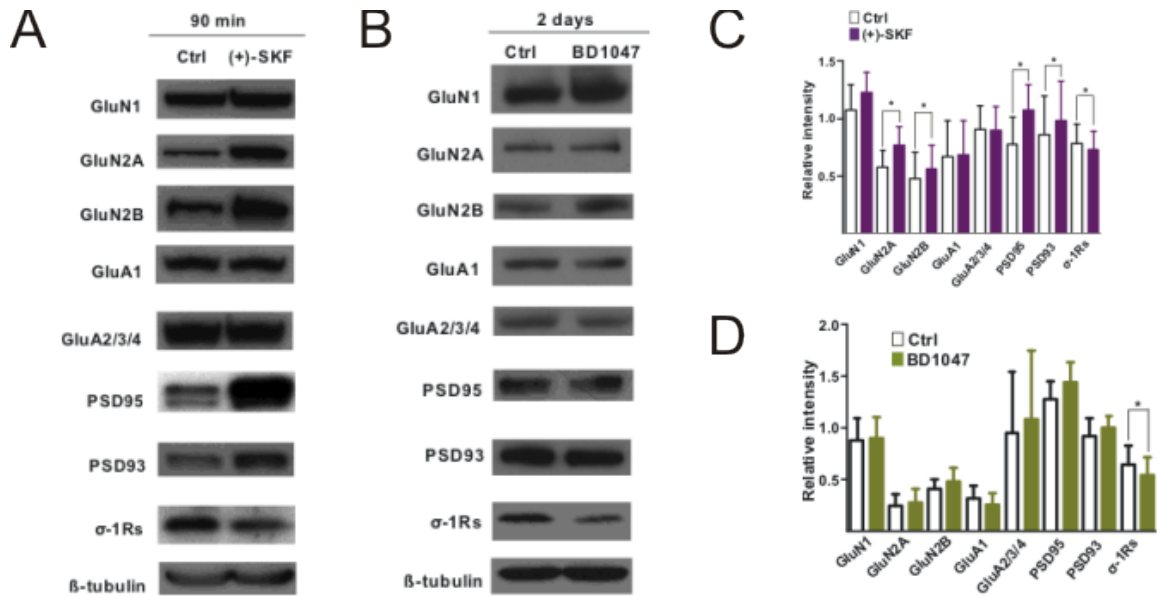 A
90 min
Ctrl (+)-SKF
GluN1
GluN2A
GluN2B
GluA1
GluA2/3/4
PSD95
PSD93
σ-1Rs
ß-tubulin
B
2 days
Ctrl BD1047
GluN1
GluN2A
GluN2B
GluA1
GluA2/3/4
PSD95
PSD93
σ-1Rs
ß-tubulin
C
Ctrl
(+)-SKF
Relative intensity
1.5
1.0
0.5
* * * * *
GluN1 GluN2A GluN2B GluA1 GluA2/3/4 PSD95 PSD93 σ-1Rs
D
Ctrl
BD1047
Relative intensity
2.0
1.5
1.0
0.5
*
GluN1 GluN2A GluN2B GluA1 GluA2/3/4 PSD95 PSD93 σ-1Rs